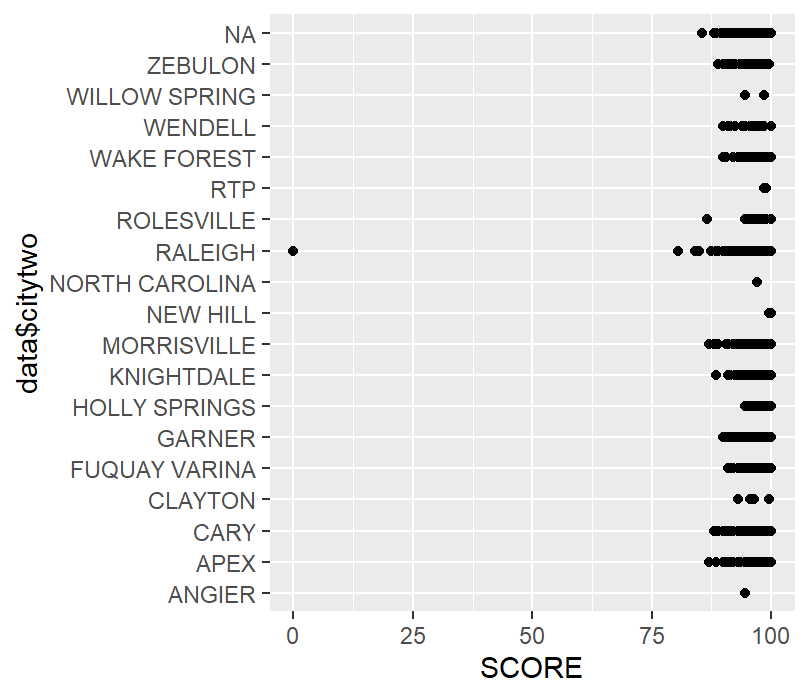 NA
ZEBULON
WILLOW SPRING
WENDELL
WAKE FOREST
RTP
ROLESVILLE
RALEIGH
NORTH CAROLINA
NEW HILL
MORRISVILLE
KNIGHTDALE
HOLLY SPRINGS
GARNER
FUQUAY VARINA
CLAYTON
CARY
APEX
ANGIER
data$citytwo
0 25 50 75 100
SCORE